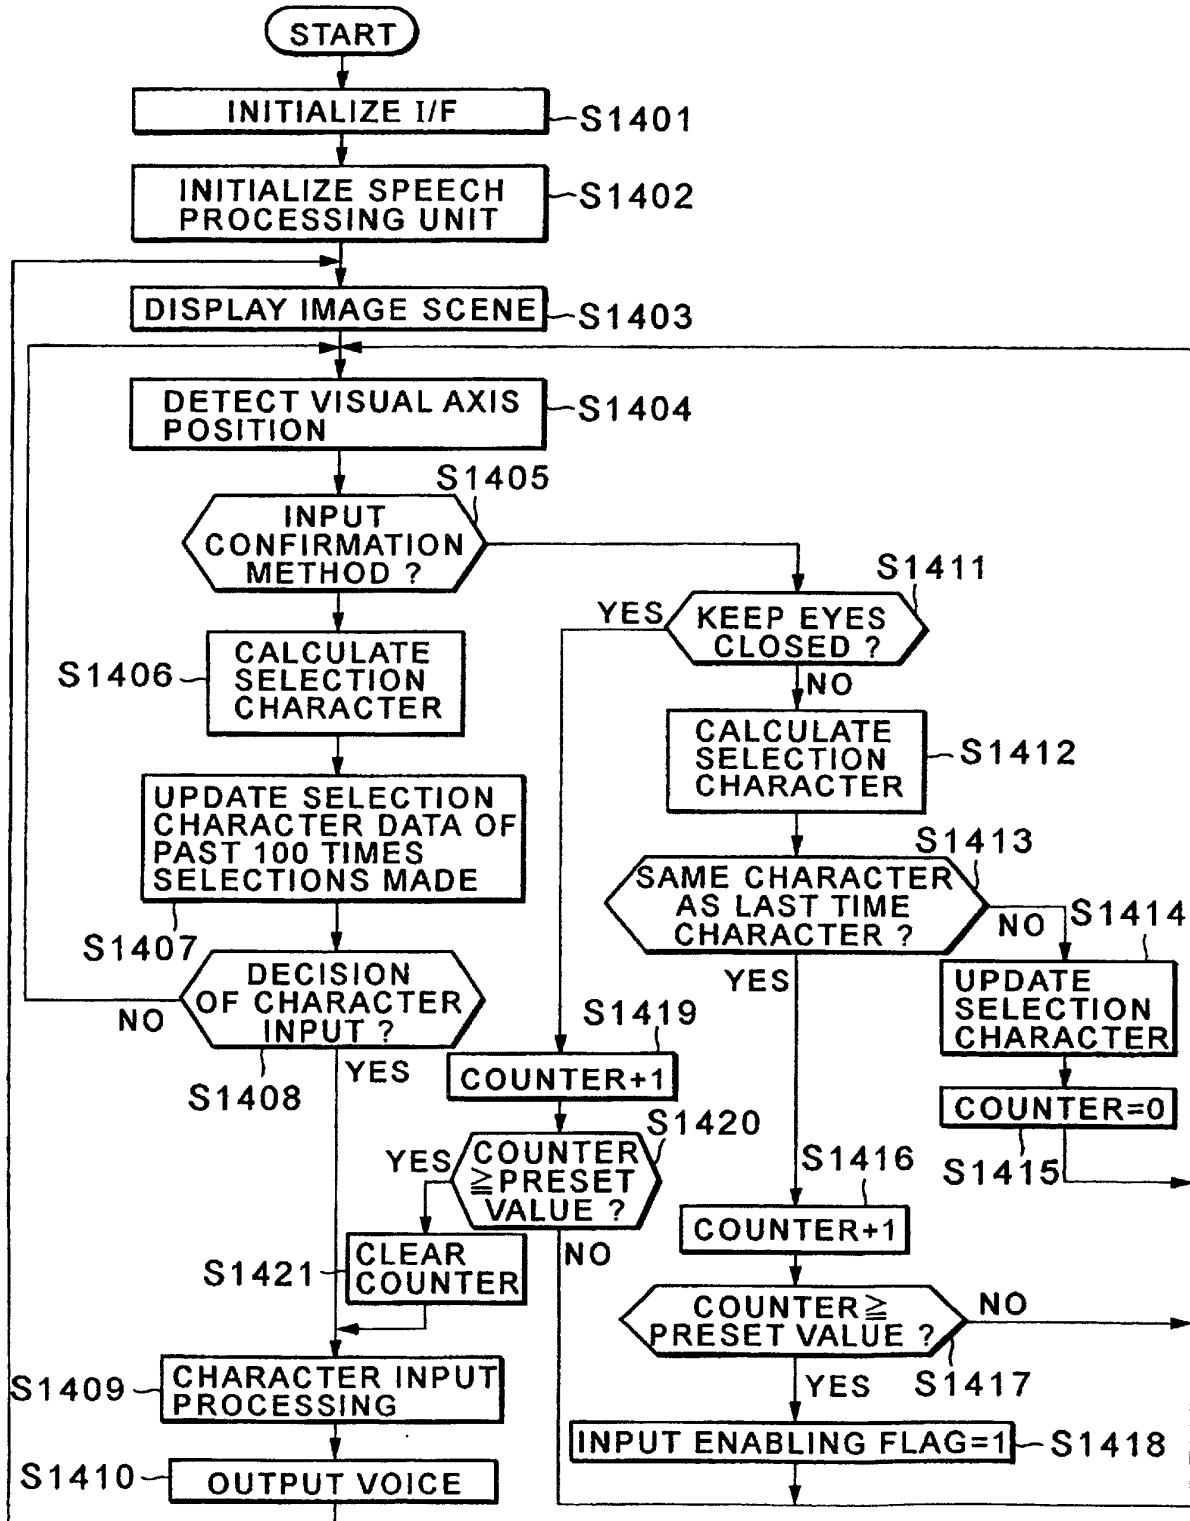 START
INITIALIZE I/F
S1401
INITIALIZE SPEECH
PROCESSING UNIT
S1402
DISPLAY IMAGE SCENE
S1403
DETECT VISUAL AXIS
POSITION
S1404
S1405
INPUT
CONFIRMATION
METHOD ?
S1411
YES
KEEP EYES
CLOSED ?
NO
S1406
CALCULATE
SELECTION
CHARACTER
CALCULATE
SELECTION
CHARACTER
S1412
UPDATE SELECTION
CHARACTER DATA OF
PAST 100 TIMES
SELECTIONS MADE
S1407
S1413
SAME CHARACTER
AS LAST TIME
CHARACTER ?
NO
YES
S1414
UPDATE
SELECTION
CHARACTER
DECISION
OF CHARACTER
INPUT ?
NO
YES
S1408
S1419
COUNTER+1
COUNTER=0
S1415
S1420
YES
COUNTER
≧PRESET
VALUE ?
NO
S1416
COUNTER+1
S1421
CLEAR
COUNTER
COUNTER≧
PRESET VALUE ?
NO
YES
S1417
S1409
CHARACTER INPUT
PROCESSING
INPUT ENABLING FLAG=1
S1418
S1410
OUTPUT VOICE